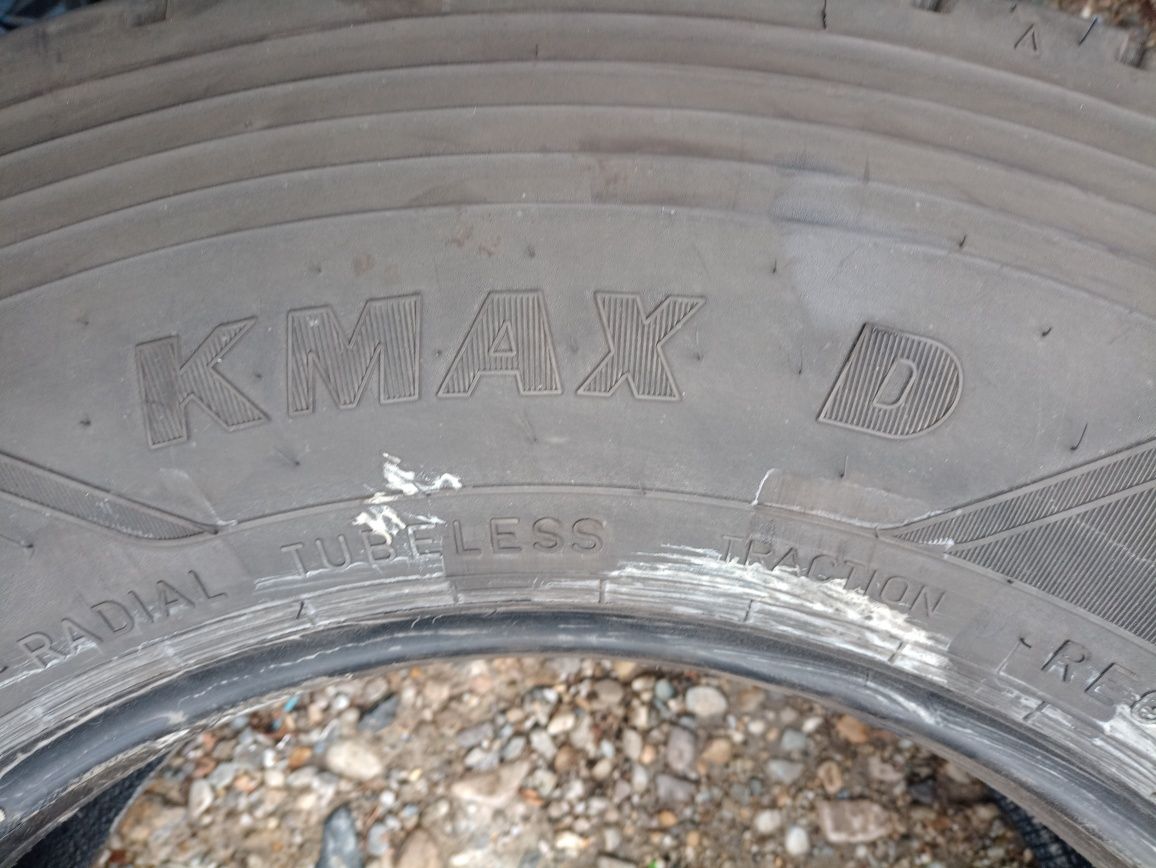 KMAX D
RADIAL TUBELESS TRACTION